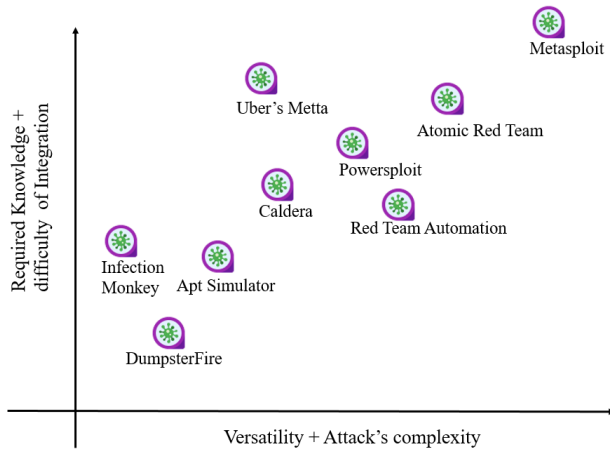 Metasploit
Uber's Metta
Atomic Red Team
Powersploit
Caldera
Red Team Automation
Infection
Monkey
Apt Simulator
DumpsterFire
Required Knowledge +
difficulty of Integration
Versatility + Attack's complexity